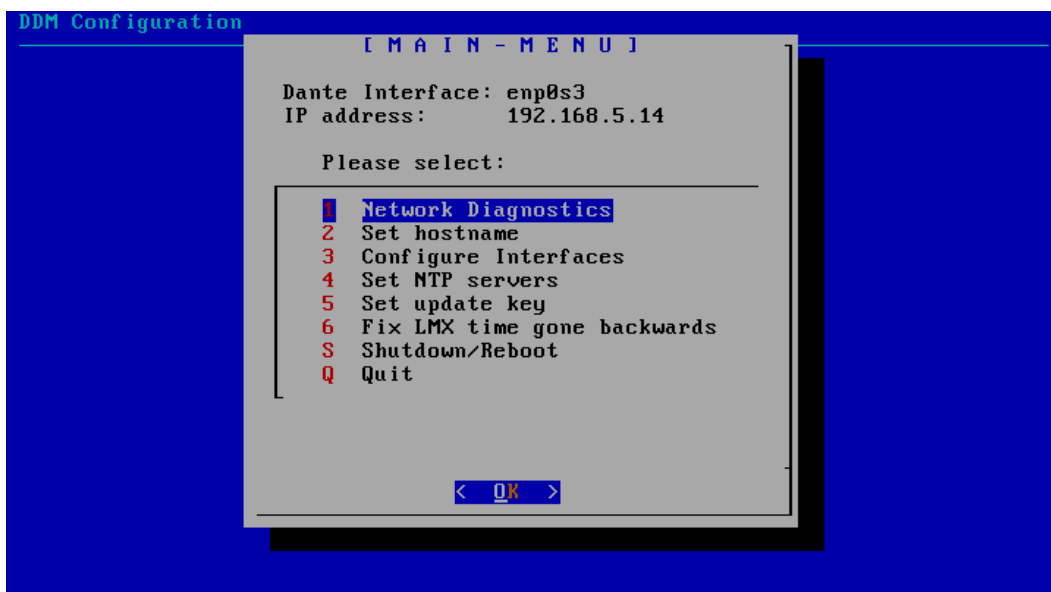 DDM Configuration
[ M A I N - M E N U ]
Dante Interface: enp0s3
IP address: 192.168.5.14
Please select:
1 Network Diagnostics
2 Set hostname
3 Configure Interfaces
4 Set NTP servers
5 Set update key
6 Fix LMX time gone backwards
S Shutdown/Reboot
Q Quit
< OK >